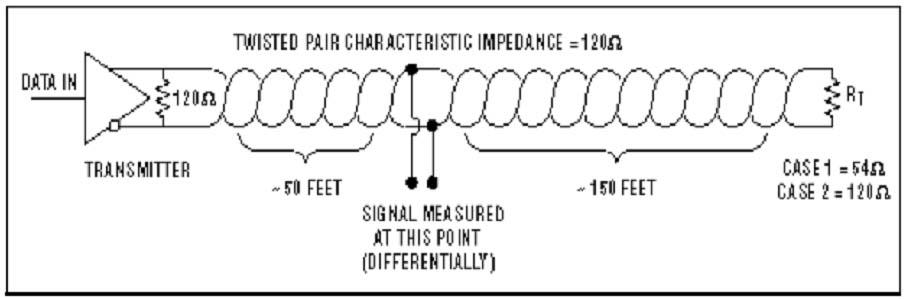 TWISTED PAIR CHARACTERISTIC IMPEDANCE = 120Ω
DATA IN
120Ω
RT
TRANSMITTER
~ 50 FEET
~ 150 FEET
CASE 1 = 54Ω
CASE 2 = 120Ω
SIGNAL MEASURED
AT THIS POINT
(DIFFERENTIALLY)